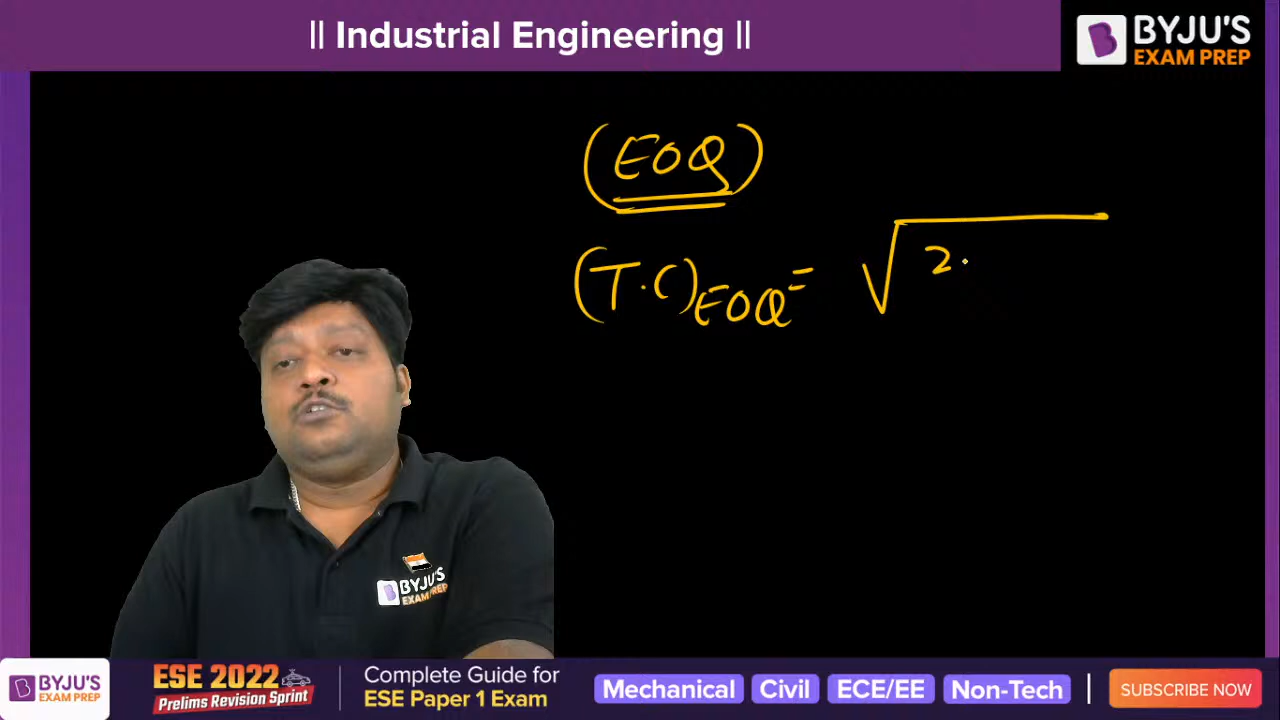 || Industrial Engineering ||
BYJU'S
EXAM PREP
(EOQ)
(T.C)EOQ = √2.
BYJU'S
EXAM PREP
BYJU'S
EXAM PREP
ESE 2022
Prelims Revision Sprint
Complete Guide for
ESE Paper 1 Exam
Mechanical Civil ECE/EE Non-Tech
SUBSCRIBE NOW